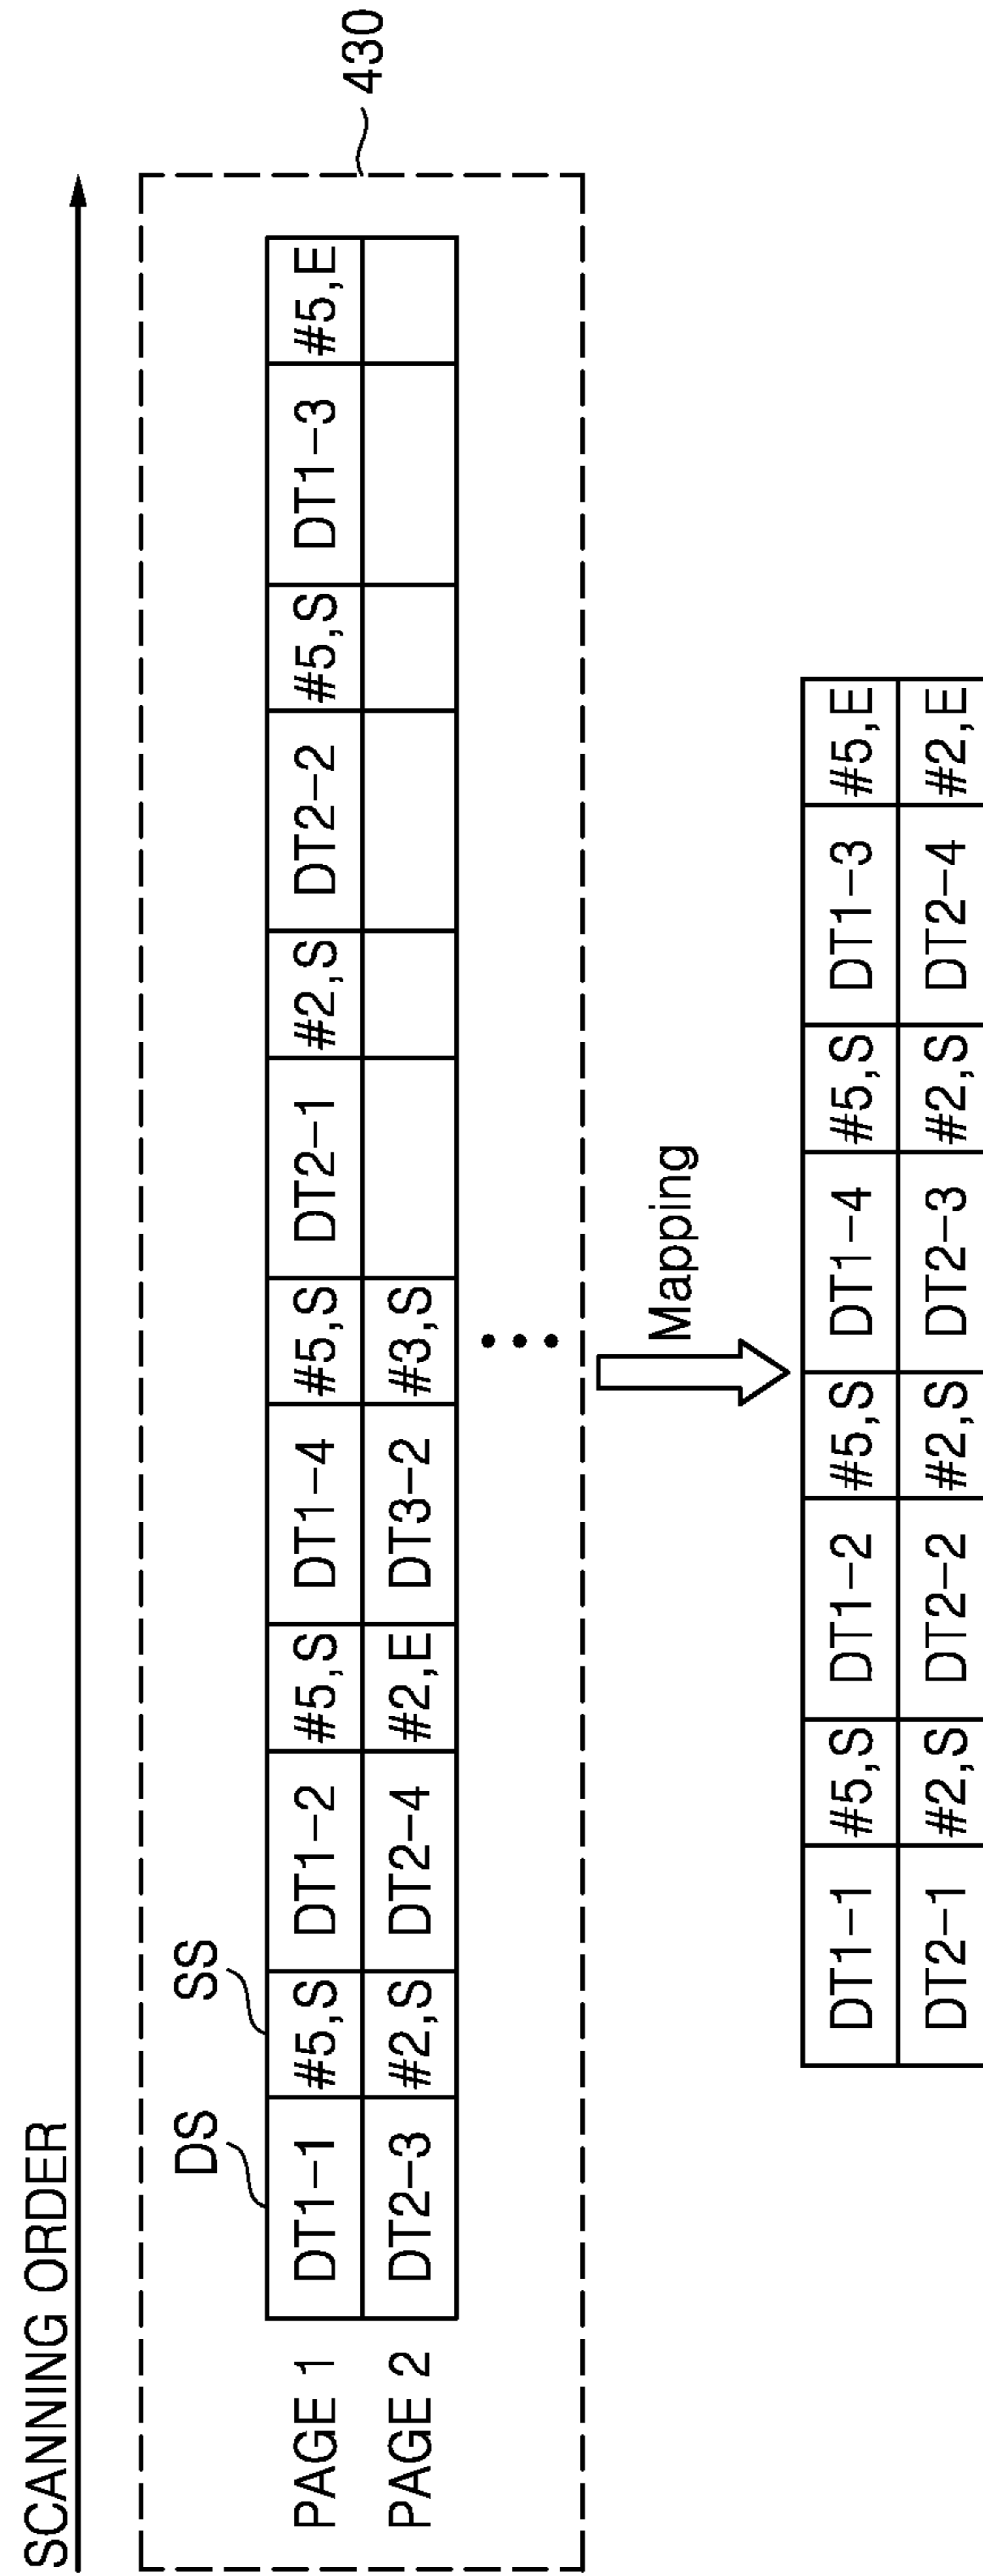 SCANNING ORDER
430
DS SS
PAGE 1 DT1-1 #5,S DT1-2 #5,S DT1-4 #5,S DT2-1 #2,S DT2-2 #5,S DT1-3 #5,E
PAGE 2 DT2-3 #2,S DT2-4 #2,E DT3-2 #3,S
Mapping
DT1-1 #5,S DT1-2 #5,S DT1-4 #5,S DT1-3 #5,E
DT2-1 #2,S DT2-2 #2,S DT2-3 #2,S DT2-4 #2,E